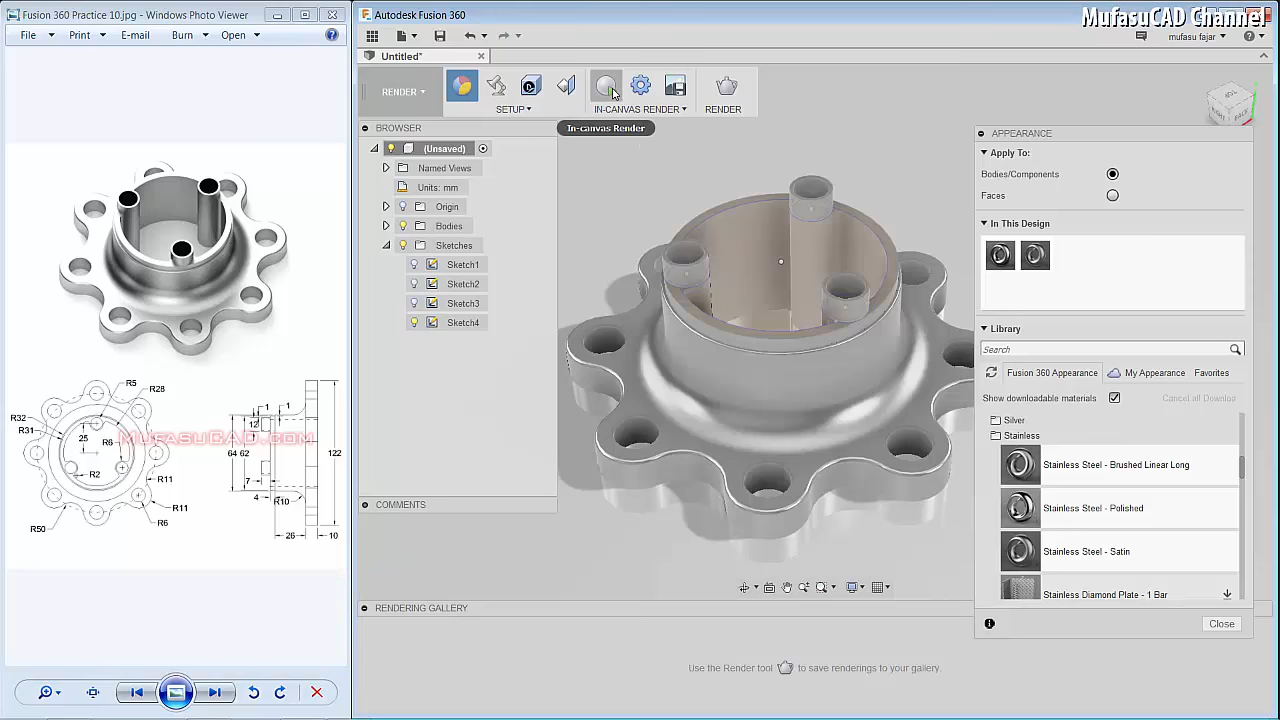 Fusion 360 Practice 10.jpg - Windows Photo Viewer
File Print E-mail Burn Open
R5
R28
R32
R31
25
R6
R2
R11
R11
R50
R6
MUFASUCAD.COM
1 1
12
64 62
122
7
4 R10
26 10
Autodesk Fusion 360
MufasuCAD Channel
mufasu fajar
Untitled*
RENDER
SETUP
IN-CANVAS RENDER
RENDER
In-canvas Render
BROWSER
(Unsaved)
Named Views
Units: mm
Origin
Bodies
Sketches
Sketch1
Sketch2
Sketch3
Sketch4
COMMENTS
TOP
FRONT
RIGHT
APPEARANCE
Apply To:
Bodies/Components
Faces
In This Design
Library
Search
Fusion 360 Appearance My Appearance Favorites
Show downloadable materials Cancel all Downlop
Silver
Stainless
Stainless Steel - Brushed Linear Long
Stainless Steel - Polished
Stainless Steel - Satin
Stainless Diamond Plate - 1 Bar
Close
RENDERING GALLERY
Use the Render tool to save renderings to your gallery.